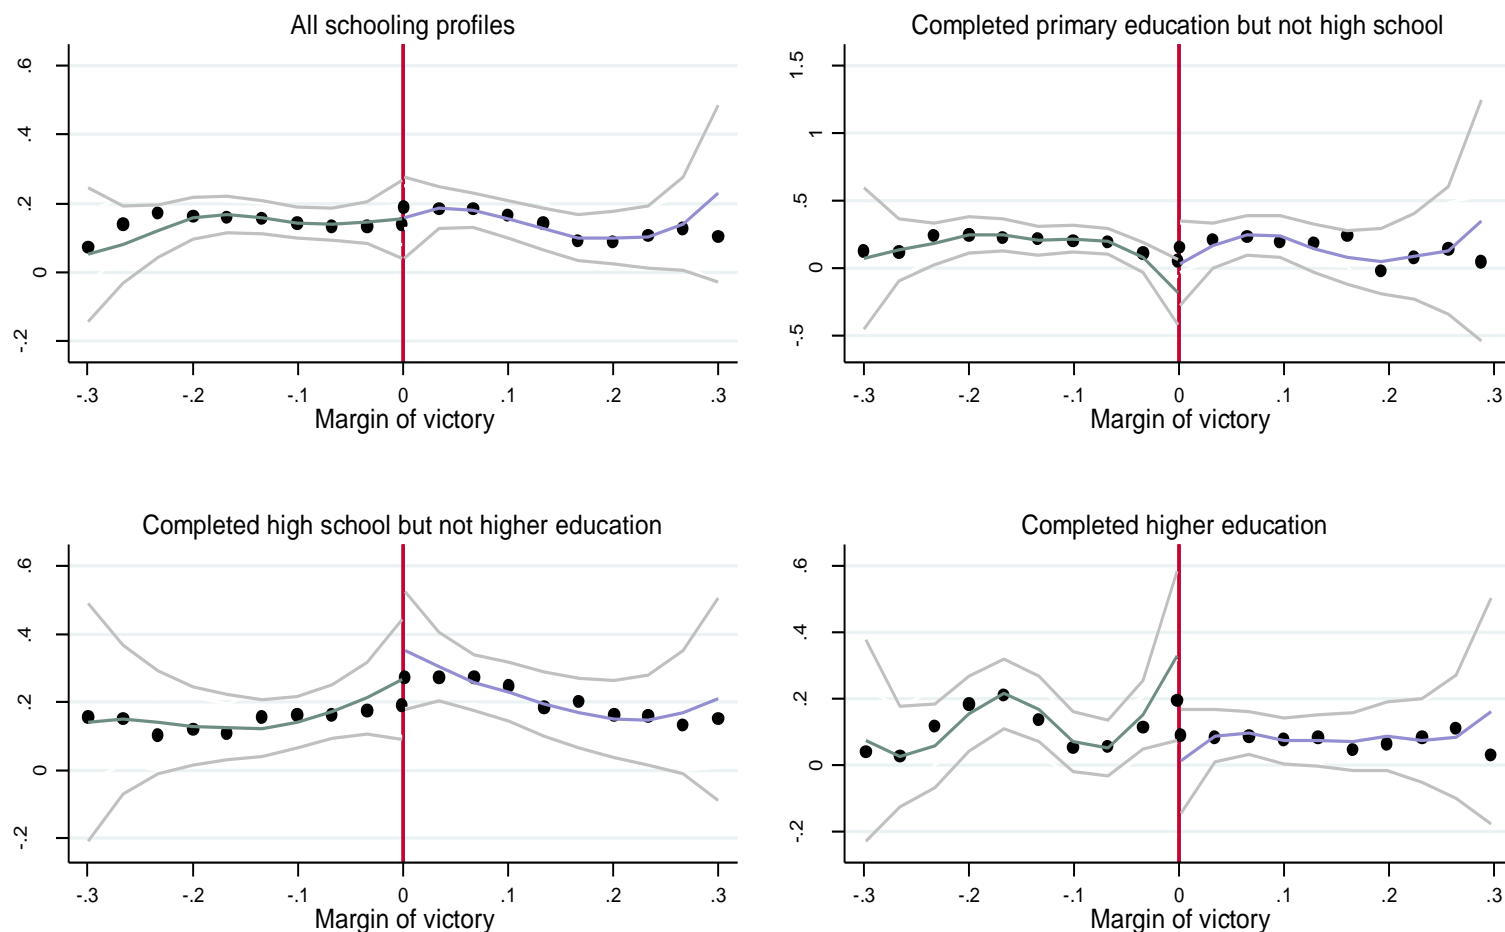 All schooling profiles
.6
.4
.2
0
-.2
-.3 -.2 -.1 0 .1 .2 .3
Margin of victory
Completed primary education but not high school
1.5
1
.5
0
-.5
-.3 -.2 -.1 0 .1 .2 .3
Margin of victory
Completed high school but not higher education
.6
.4
.2
0
-.2
-.3 -.2 -.1 0 .1 .2 .3
Margin of victory
Completed higher education
.6
.4
.2
0
-.2
-.3 -.2 -.1 0 .1 .2 .3
Margin of victory